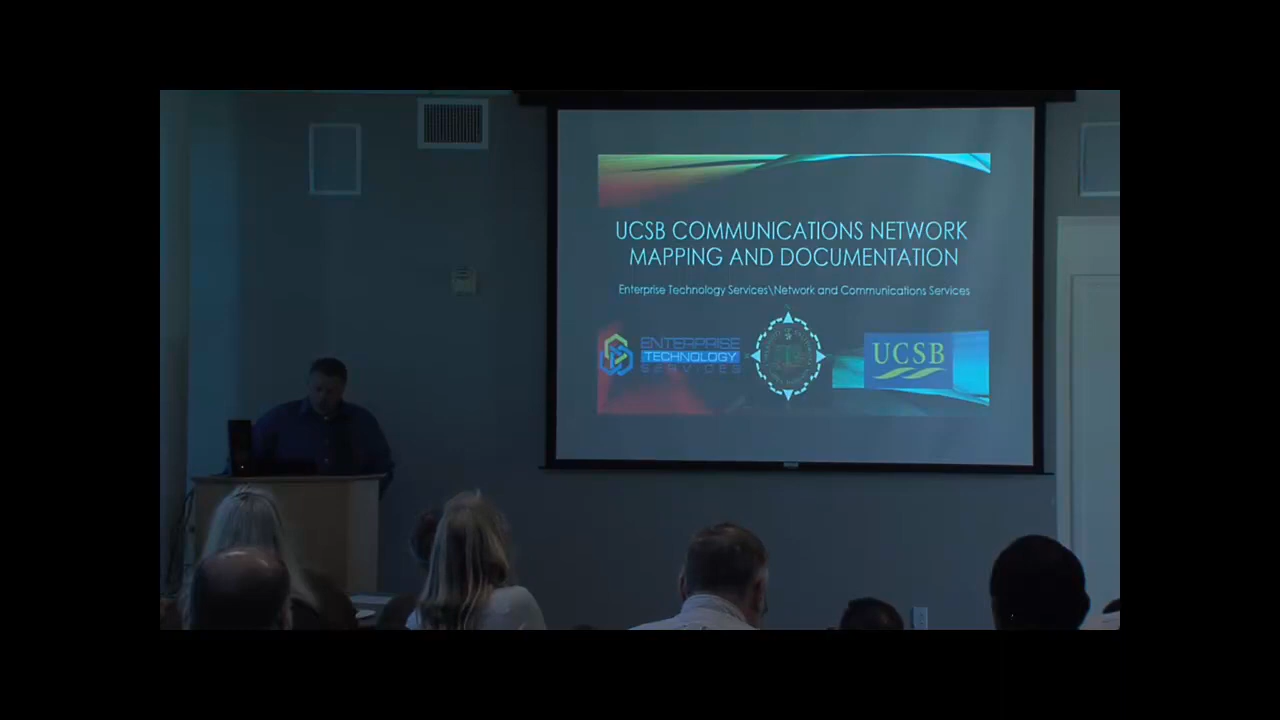 UCSB COMMUNICATIONS NETWORK
MAPPING AND DOCUMENTATION
Enterprise Technology Services\Network and Communications Services
ENTERPRISE
TECHNOLOGY
SERVICES
UCSB